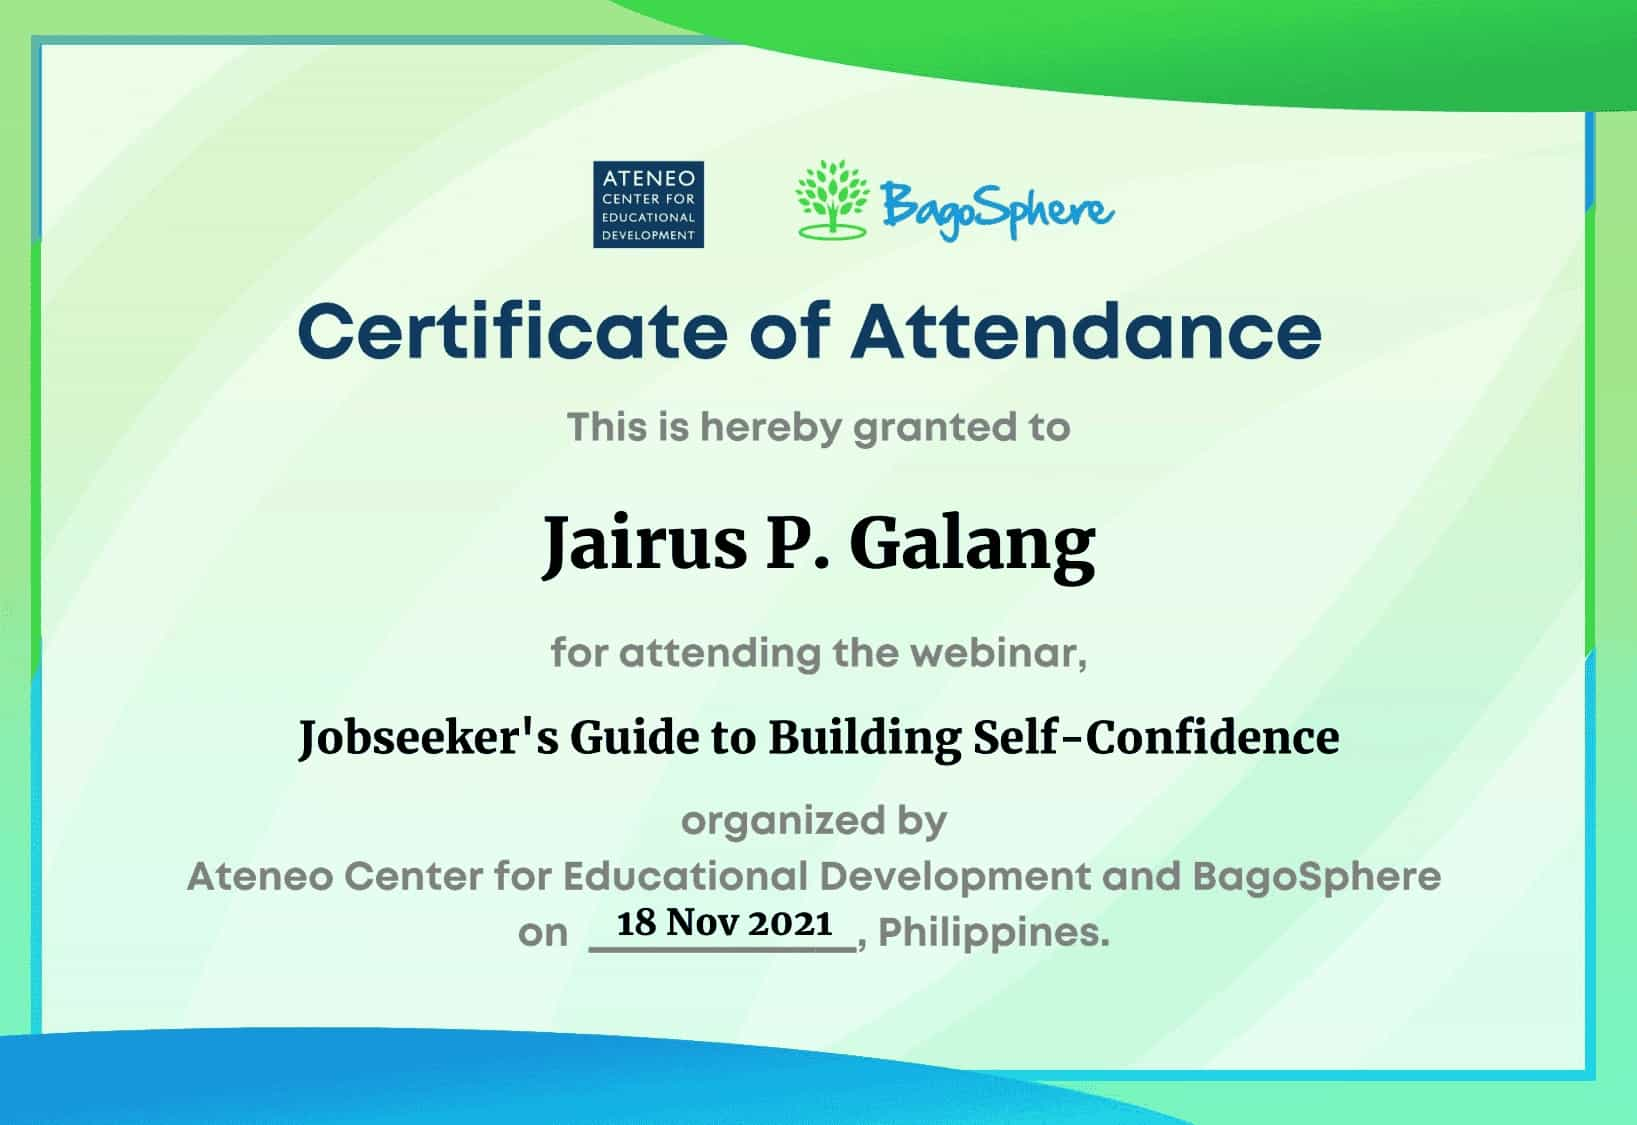 ATENEO
CENTER FOR
EDUCATIONAL
DEVELOPMENT
BagoSphere
Certificate of Attendance
This is hereby granted to
Jairus P. Galang
for attending the webinar,
Jobseeker's Guide to Building Self-Confidence
organized by
Ateneo Center for Educational Development and BagoSphere
on 18 Nov 2021, Philippines.